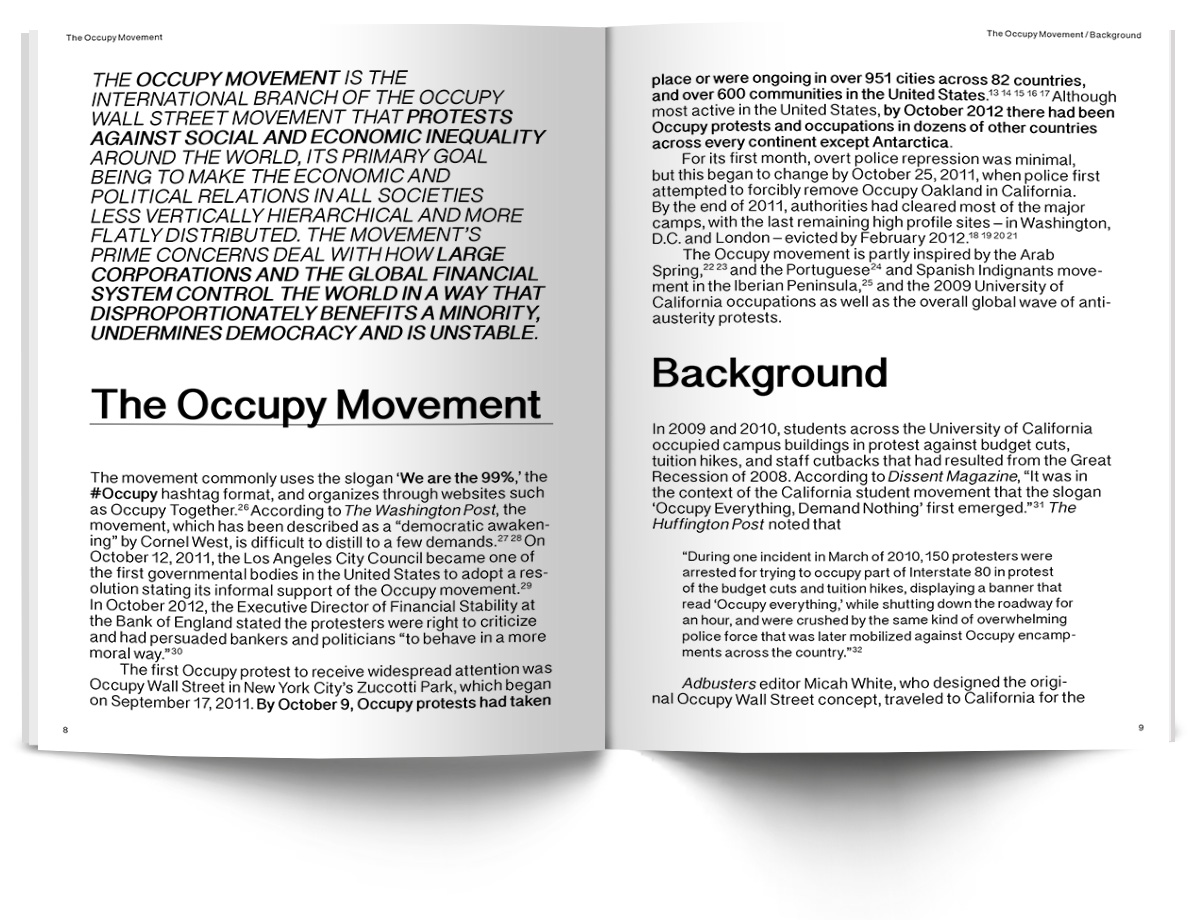 The Occupy Movement
THE OCCUPY MOVEMENT IS THE
INTERNATIONAL BRANCH OF THE OCCUPY
WALL STREET MOVEMENT THAT PROTESTS
AGAINST SOCIAL AND ECONOMIC INEQUALITY
AROUND THE WORLD, ITS PRIMARY GOAL
BEING TO MAKE THE ECONOMIC AND
POLITICAL RELATIONS IN ALL SOCIETIES
LESS VERTICALLY HIERARCHICAL AND MORE
FLATLY DISTRIBUTED. THE MOVEMENT'S
PRIME CONCERNS DEAL WITH HOW LARGE
CORPORATIONS AND THE GLOBAL FINANCIAL
SYSTEM CONTROL THE WORLD IN A WAY THAT
DISPROPORTIONATELY BENEFITS A MINORITY,
UNDERMINES DEMOCRACY AND IS UNSTABLE.
The Occupy Movement
The movement commonly uses the slogan ‘We are the 99%,’ the
#Occupy hashtag format, and organizes through websites such
as Occupy Together.²⁶ According to The Washington Post, the
movement, which has been described as a “democratic awaken-
ing” by Cornel West, is difficult to distill to a few demands.²⁷ ²⁸ On
October 12, 2011, the Los Angeles City Council became one of
the first governmental bodies in the United States to adopt a res-
olution stating its informal support of the Occupy movement.²⁹
In October 2012, the Executive Director of Financial Stability at
the Bank of England stated the protesters were right to criticize
and had persuaded bankers and politicians “to behave in a more
moral way.”³⁰
The first Occupy protest to receive widespread attention was
Occupy Wall Street in New York City’s Zuccotti Park, which began
on September 17, 2011. By October 9, Occupy protests had taken
8
The Occupy Movement / Background
place or were ongoing in over 951 cities across 82 countries,
and over 600 communities in the United States.¹³ ¹⁴ ¹⁵ ¹⁶ ¹⁷ Although
most active in the United States, by October 2012 there had been
Occupy protests and occupations in dozens of other countries
across every continent except Antarctica.
For its first month, overt police repression was minimal,
but this began to change by October 25, 2011, when police first
attempted to forcibly remove Occupy Oakland in California.
By the end of 2011, authorities had cleared most of the major
camps, with the last remaining high profile sites – in Washington,
D.C. and London – evicted by February 2012.¹⁸ ¹⁹ ²⁰ ²¹
The Occupy movement is partly inspired by the Arab
Spring,²² ²³ and the Portuguese²⁴ and Spanish Indignants move-
ment in the Iberian Peninsula,²⁵ and the 2009 University of
California occupations as well as the overall global wave of anti-
austerity protests.
Background
In 2009 and 2010, students across the University of California
occupied campus buildings in protest against budget cuts,
tuition hikes, and staff cutbacks that had resulted from the Great
Recession of 2008. According to Dissent Magazine, “It was in
the context of the California student movement that the slogan
‘Occupy Everything, Demand Nothing’ first emerged.”³¹ The
Huffington Post noted that
“During one incident in March of 2010, 150 protesters were
arrested for trying to occupy part of Interstate 80 in protest
of the budget cuts and tuition hikes, displaying a banner that
read ‘Occupy everything,’ while shutting down the roadway for
an hour, and were crushed by the same kind of overwhelming
police force that was later mobilized against Occupy encamp-
ments across the country.”³²
Adbusters editor Micah White, who designed the origi-
nal Occupy Wall Street concept, traveled to California for the
9